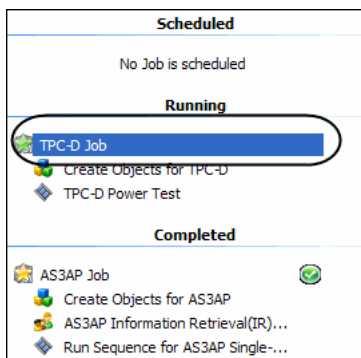 Scheduled
No Job is scheduled
Running
TPC-D Job
Create Objects for TPC-D
TPC-D Power Test
Completed
AS3AP Job
Create Objects for AS3AP
AS3AP Information Retrieval(IR)...
Run Sequence for AS3AP Single-...